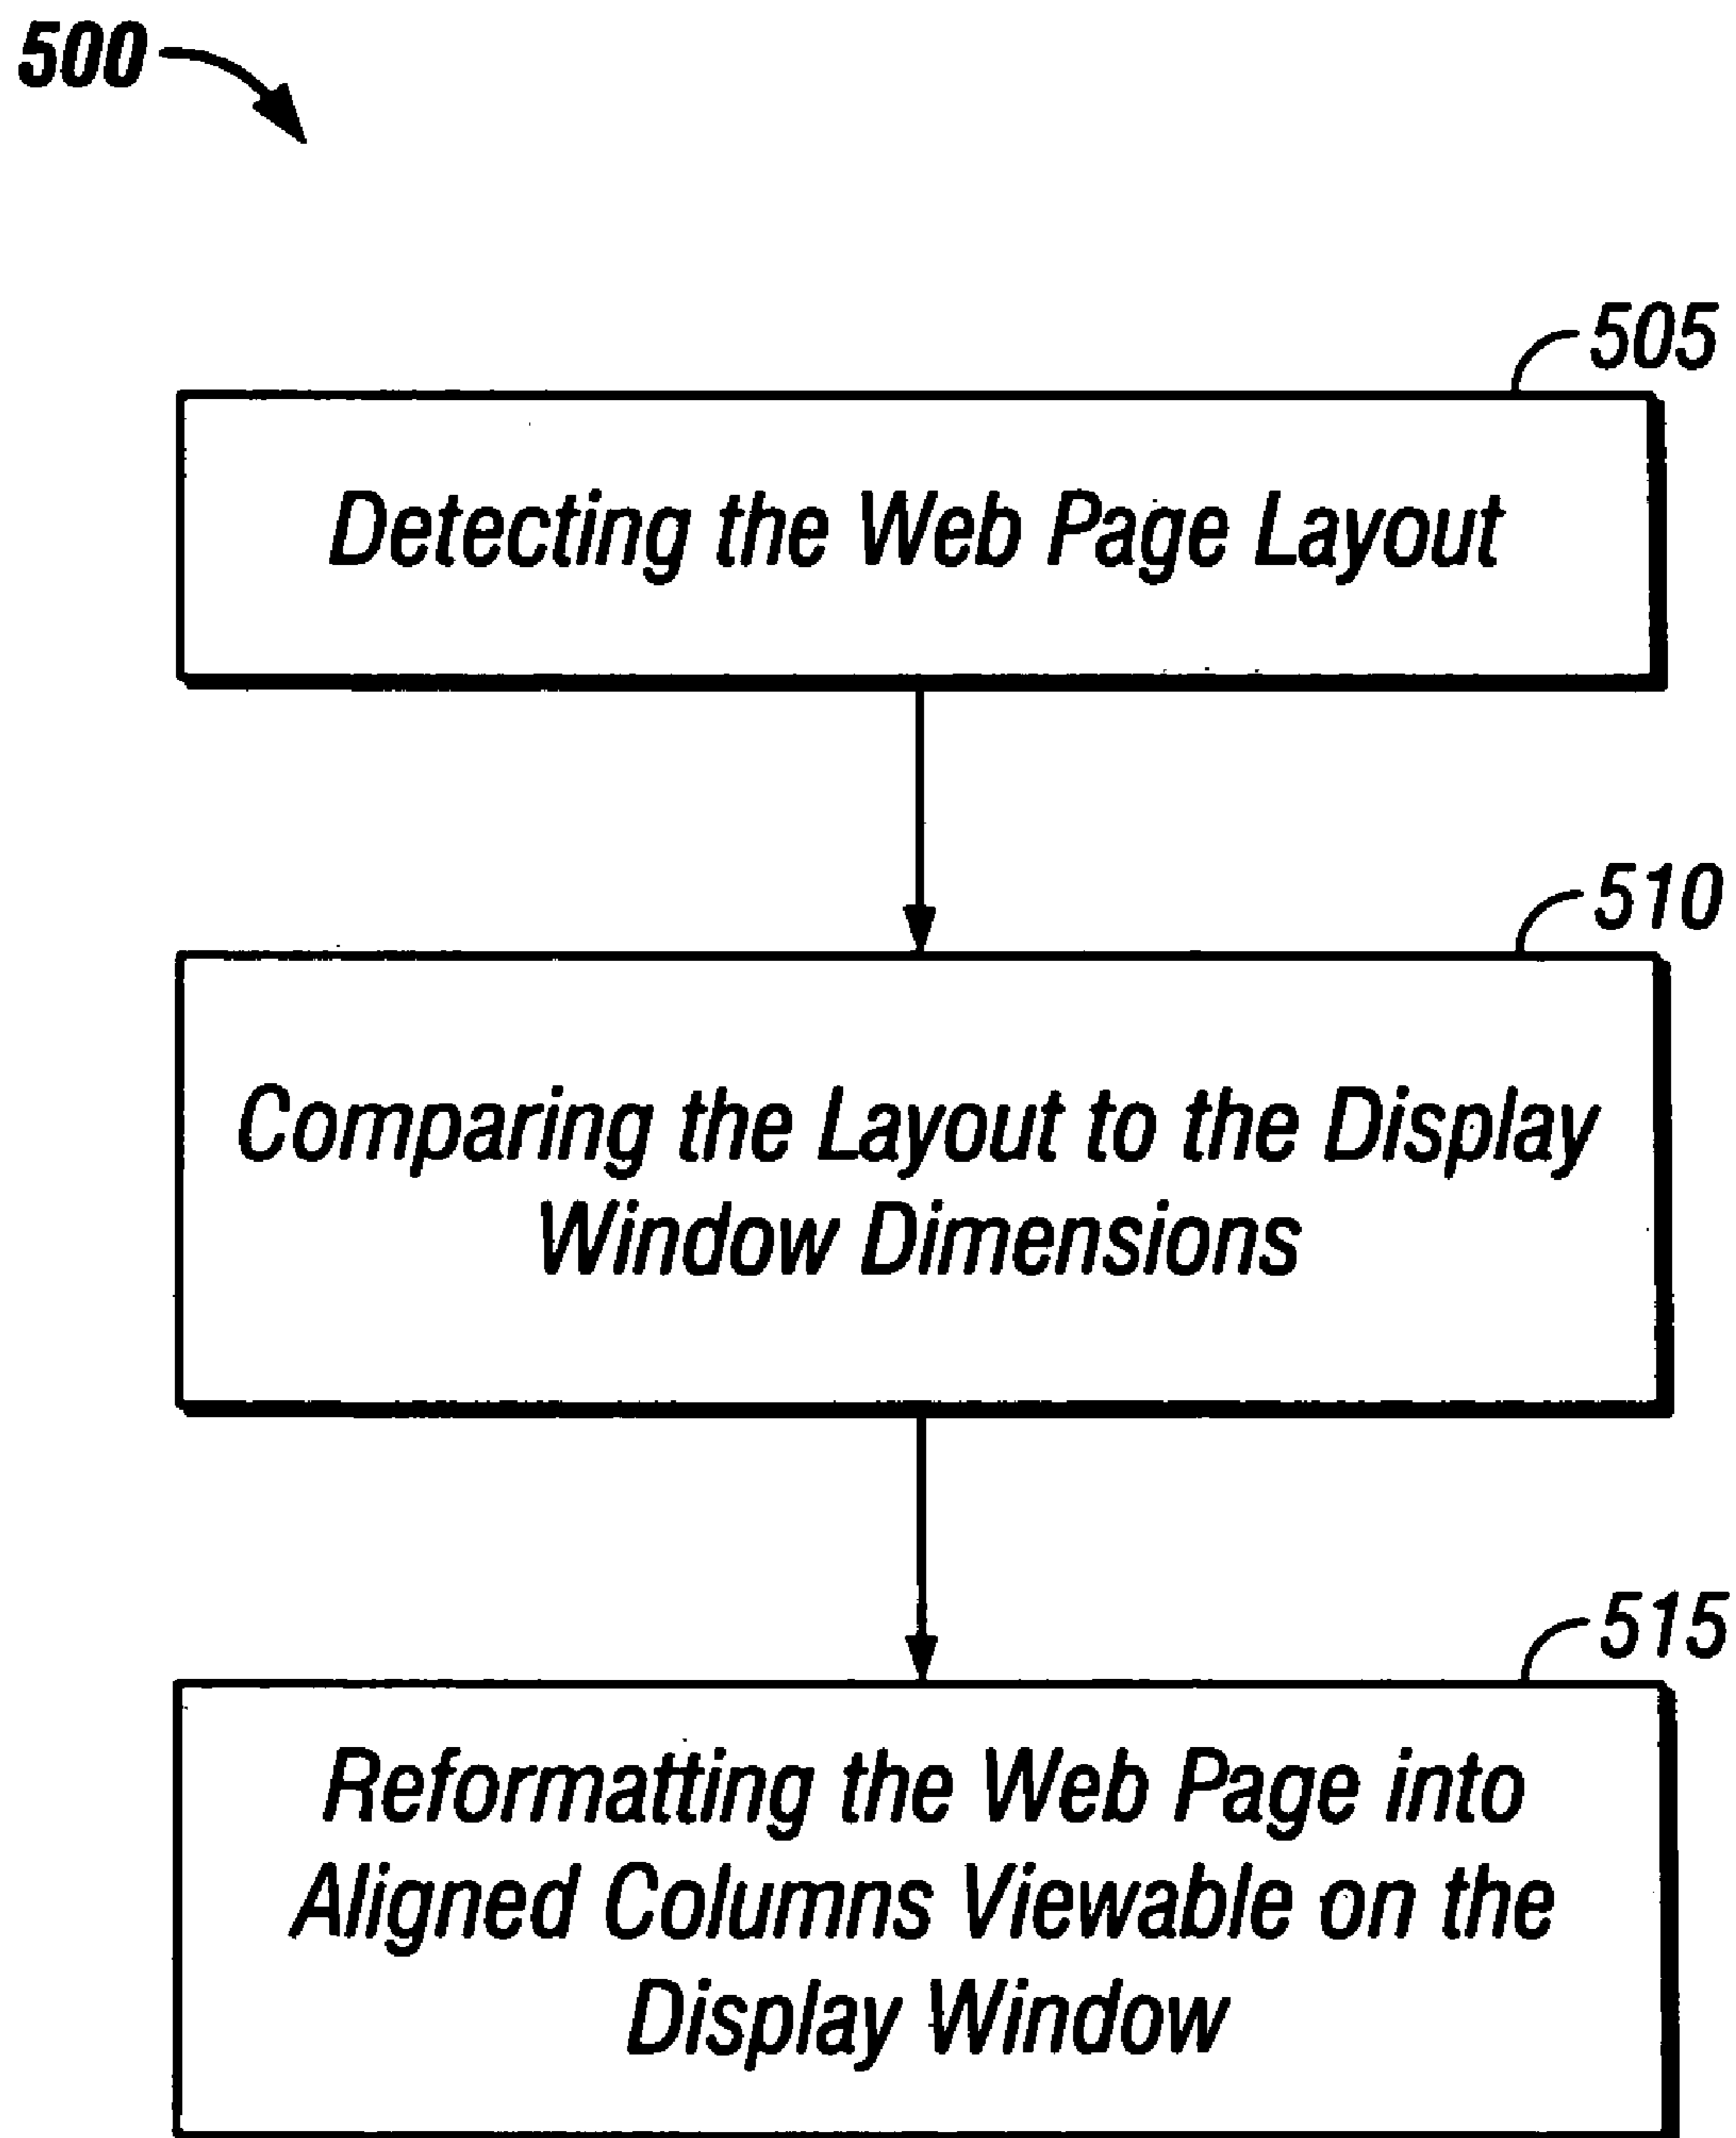 500
505
Detecting the Web Page Layout
510
Comparing the Layout to the Display
Window Dimensions
515
Reformatting the Web Page into
Aligned Columns Viewable on the
Display Window